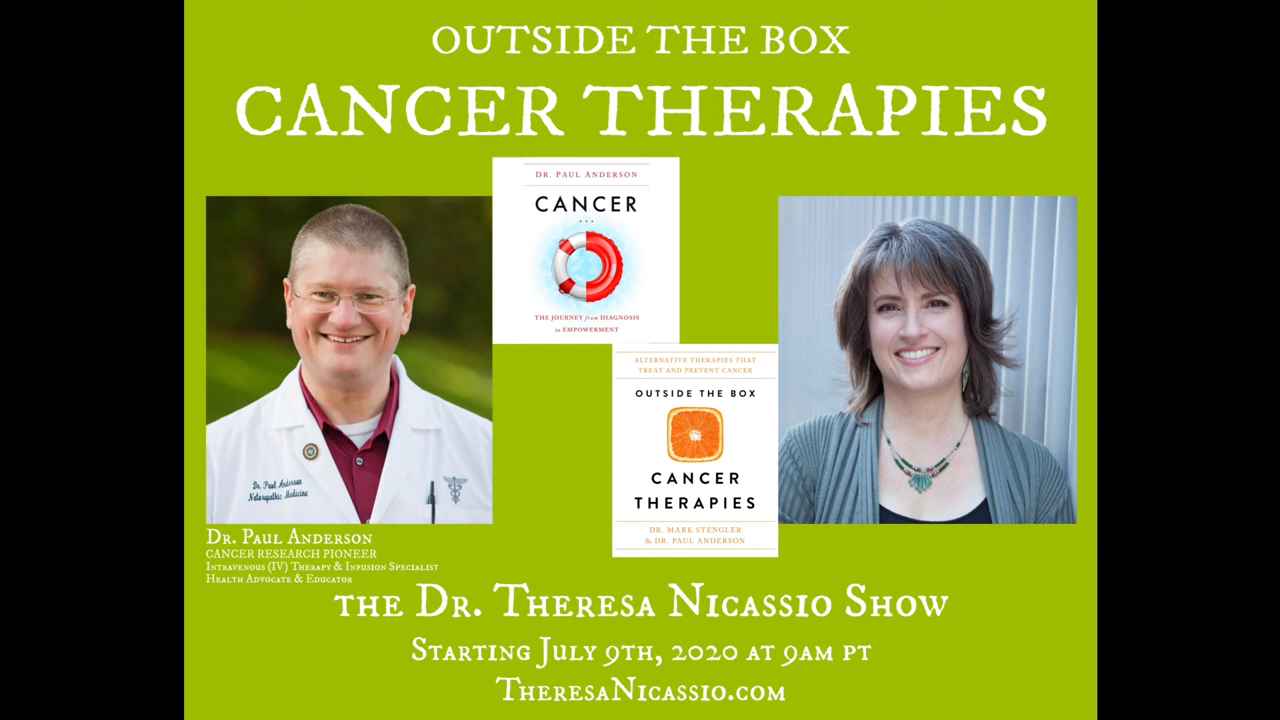 OUTSIDE THE BOX
CANCER THERAPIES
DR. PAUL ANDERSON
CANCER
...
THE JOURNEY from DIAGNOSIS
to EMPOWERMENT
ALTERNATIVE THERAPIES THAT
TREAT AND PREVENT CANCER
OUTSIDE THE BOX
CANCER
THERAPIES
DR. MARK STENGLER
& DR. PAUL ANDERSON
Dr. Paul Anderson
Naturopathic Medicine
Dr. Paul Anderson
CANCER RESEARCH PIONEER
Intravenous (IV) Therapy & Infusion Specialist
Health Advocate & Educator
the Dr. Theresa Nicassio Show
Starting July 9th, 2020 at 9am pt
TheresaNicassio.com